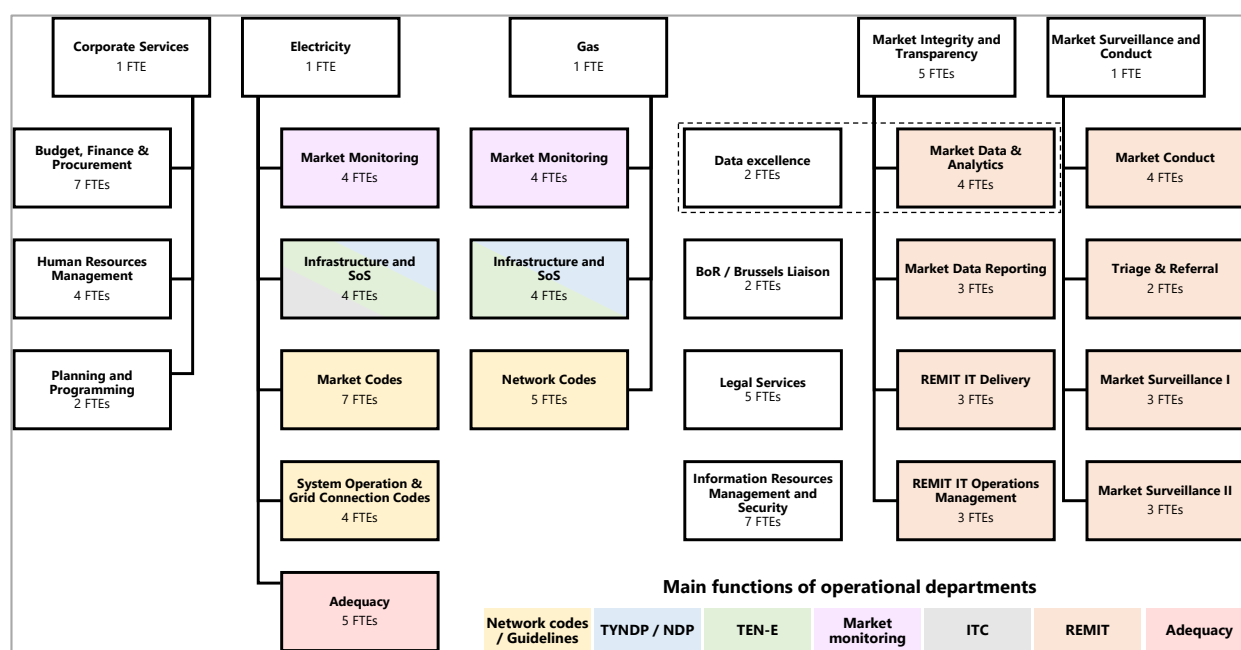 Corporate Services
1 FTE
Electricity
1 FTE
Gas
1 FTE
Market Integrity and
Transparency
5 FTEs
Market Surveillance and
Conduct
1 FTE
Budget, Finance &
Procurement
7 FTEs
Market Monitoring
4 FTEs
Market Monitoring
4 FTEs
Data excellence
2 FTEs
Market Data &
Analytics
4 FTEs
Market Conduct
4 FTEs
Human Resources
Management
4 FTEs
Infrastructure and
SoS
4 FTEs
Infrastructure and
SoS
4 FTEs
BoR / Brussels Liaison
2 FTEs
Market Data Reporting
3 FTEs
Triage & Referral
2 FTEs
Planning and
Programming
2 FTEs
Market Codes
7 FTEs
Network Codes
5 FTEs
Legal Services
5 FTEs
REMIT IT Delivery
3 FTEs
Market Surveillance I
3 FTEs
System Operation &
Grid Connection Codes
4 FTEs
Information Resources
Management and
Security
7 FTEs
REMIT IT Operations
Management
3 FTEs
Market Surveillance II
3 FTEs
Adequacy
5 FTEs
Main functions of operational departments
Network codes
/ Guidelines
TYNDP / NDP
TEN-E
Market
monitoring
ITC
REMIT
Adequacy